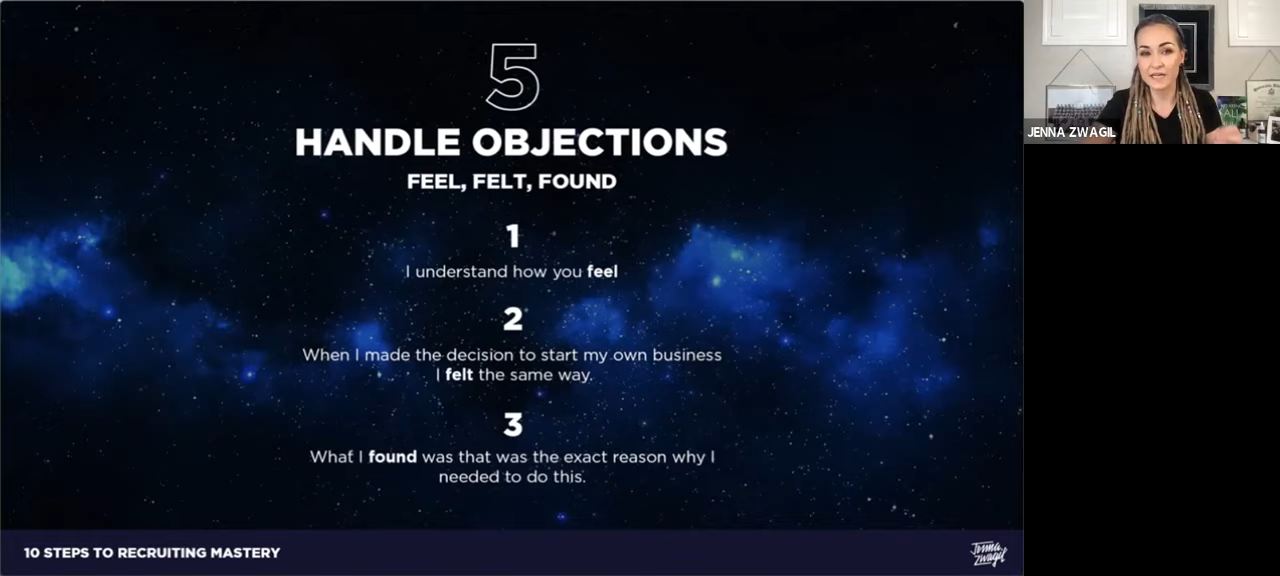 5
HANDLE OBJECTIONS
FEEL, FELT, FOUND
1
I understand how you feel
2
When I made the decision to start my own business
I felt the same way.
3
What I found was that was the exact reason why I
needed to do this.
10 STEPS TO RECRUITING MASTERY
Jenna
Zwagil
JENNA ZWAGIL